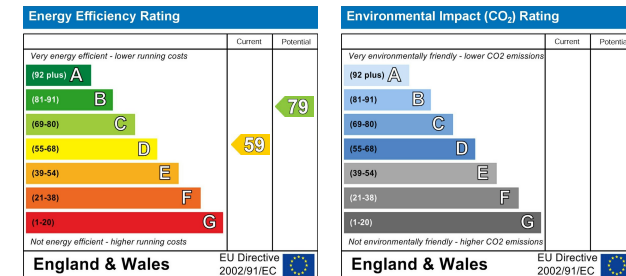 Energy Efficiency Rating
Current Potential
Very energy efficient - lower running costs
(92 plus) A
(81-91) B
(69-80) C
(55-68) D
(39-54) E
(21-38) F
(1-20) G
79
59
Not energy efficient - higher running costs
England & Wales
EU Directive
2002/91/EC
Environmental Impact (CO2) Rating
Current Potential
Very environmentally friendly - lower CO2 emissions
(92 plus) A
(81-91) B
(69-80) C
(55-68) D
(39-54) E
(21-38) F
(1-20) G
Not environmentally friendly - higher CO2 emissions
England & Wales
EU Directive
2002/91/EC